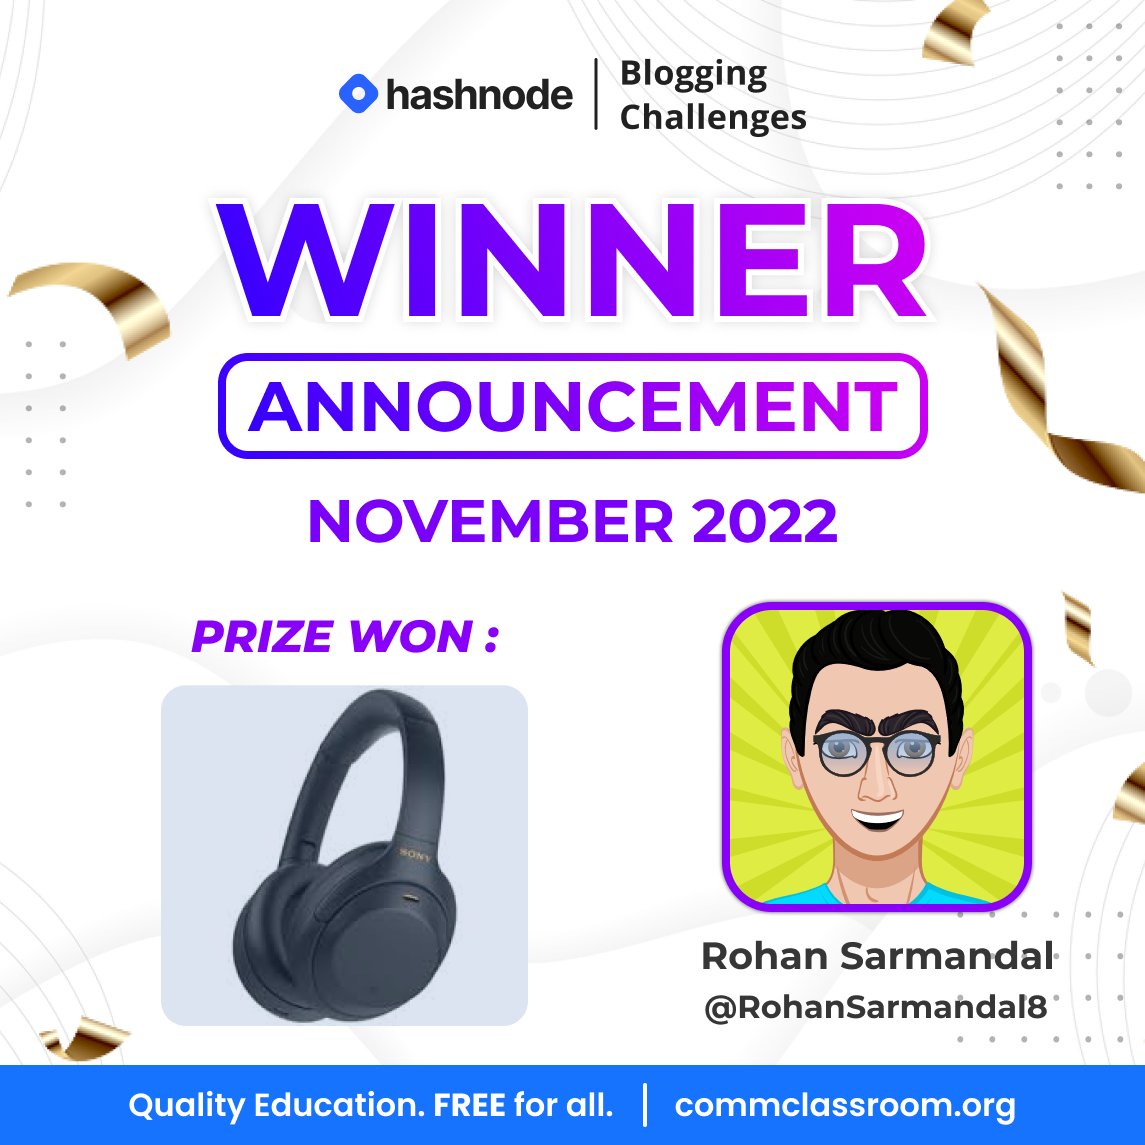 hashnode
Blogging
Challenges
WINNER
ANNOUNCEMENT
NOVEMBER 2022
PRIZE WON :
SONY
Rohan Sarmandal
@RohanSarmandal8
Quality Education. FREE for all.
commclassroom.org